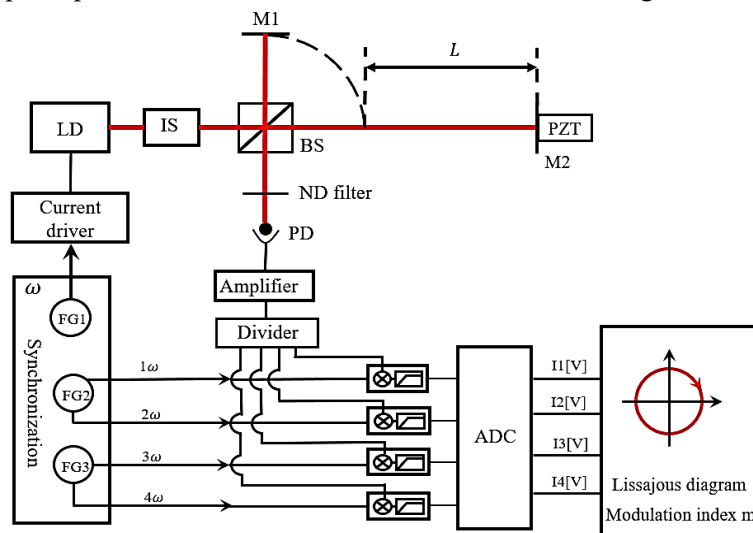 M1
L
LD
IS
BS
PZT
M2
ND filter
Current
driver
PD
ω
FG1
Amplifier
Divider
Synchronization
1ω
FG2
2ω
3ω
FG3
4ω
ADC
I1[V]
I2[V]
I3[V]
I4[V]
Lissajous diagram
Modulation index m